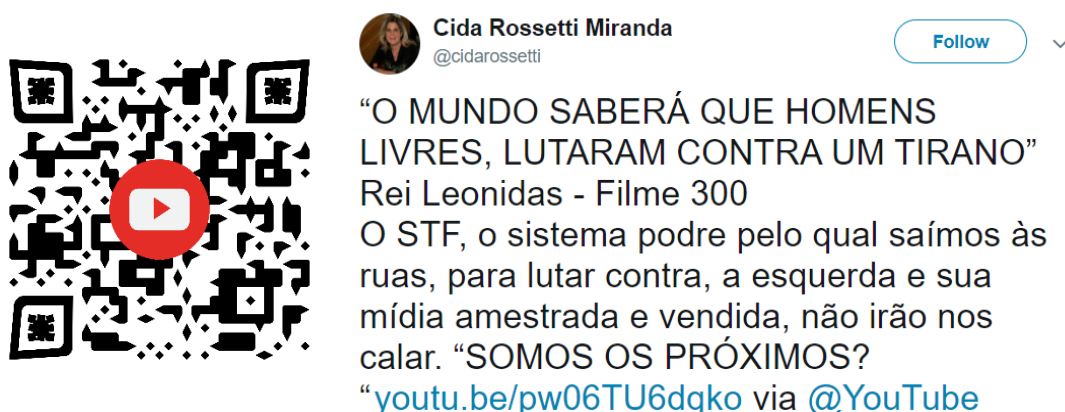 Cida Rossetti Miranda
@cidarossetti
Follow
“O MUNDO SABERÁ QUE HOMENS
LIVRES, LUTARAM CONTRA UM TIRANO”
Rei Leonidas - Filme 300
O STF, o sistema podre pelo qual saímos às
ruas, para lutar contra, a esquerda e sua
mídia amestrada e vendida, não irão nos
calar. “SOMOS OS PRÓXIMOS?
“youtu.be/pw06TU6dqko via @YouTube